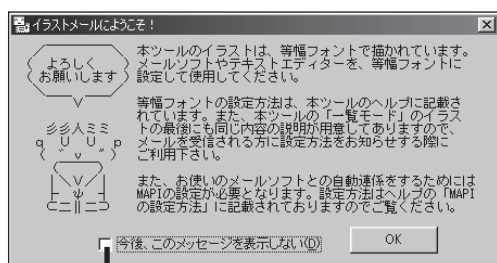 イラストメールにようこそ！
よろしく
お願いします
本ツールのイラストは、等幅フォントで描かれています。
メールソフトやテキストエディターを、等幅フォントに
設定して使用してください。
等幅フォントの設定方法は、本ツールのヘルプに記載さ
れています。また、本ツールの「一覧モード」のイラス
トの最後にも同じ内容の説明が用意してありますので、
メールを受信される方に設定方法をお知らせする際に
ご利用下さい。
また、お使いのメールソフトとの自動連係をするためには
MAPIの設定が必要となります。設定方法はヘルプの「MAPI
の設定方法」に記載されておりますのでご覧ください。
今後、このメッセージを表示しない(D)
OK